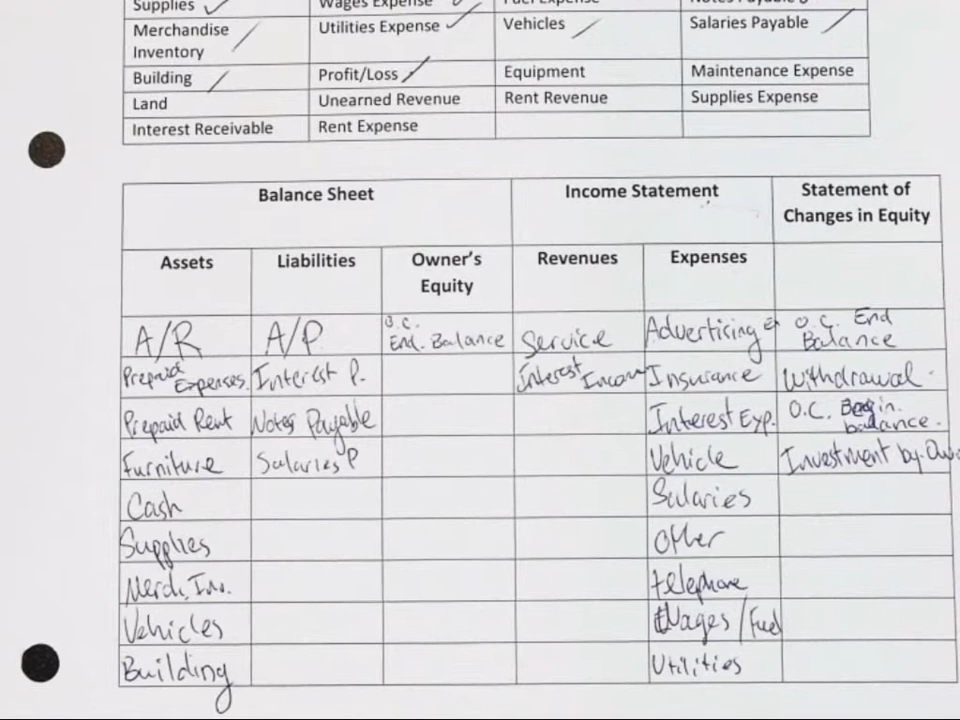 Supplies Wages Expense Fuel Expense
Merchandise Inventory Utilities Expense Vehicles Salaries Payable
Building Profit/Loss Equipment Maintenance Expense
Land Unearned Revenue Rent Revenue Supplies Expense
Interest Receivable Rent Expense
Balance Sheet Income Statement Statement of Changes in Equity
Assets Liabilities Owner's Equity Revenues Expenses
A/R A/P O.C. End. Balance Service Advertising O.C. End Balance
Prepaid Expenses. Interest P. Interest Income Insurance Withdrawal.
Prepaid Rent Notes Payable Interest Exp. O.C. Begin. balance.
Furniture Salaries P Vehicle Investment by
Cash Salaries
Supplies Other
Merch. Inv. telephone
Vehicles Wages / Fuel
Building Utilities